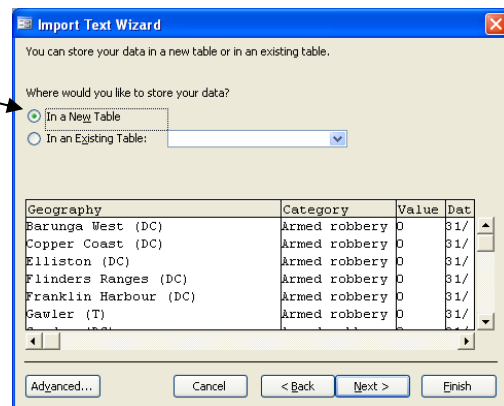 Import Text Wizard
You can store your data in a new table or in an existing table.
Where would you like to store your data?
In a New Table
In an Existing Table:
Geography Category Value Dat
Barunga West (DC) Armed robbery 0 31/
Copper Coast (DC) Armed robbery 0 31/
Elliston (DC) Armed robbery 0 31/
Flinders Ranges (DC) Armed robbery 0 31/
Franklin Harbour (DC) Armed robbery 0 31/
Gawler (T) Armed robbery 0 31/
Advanced... Cancel < Back Next > Finish